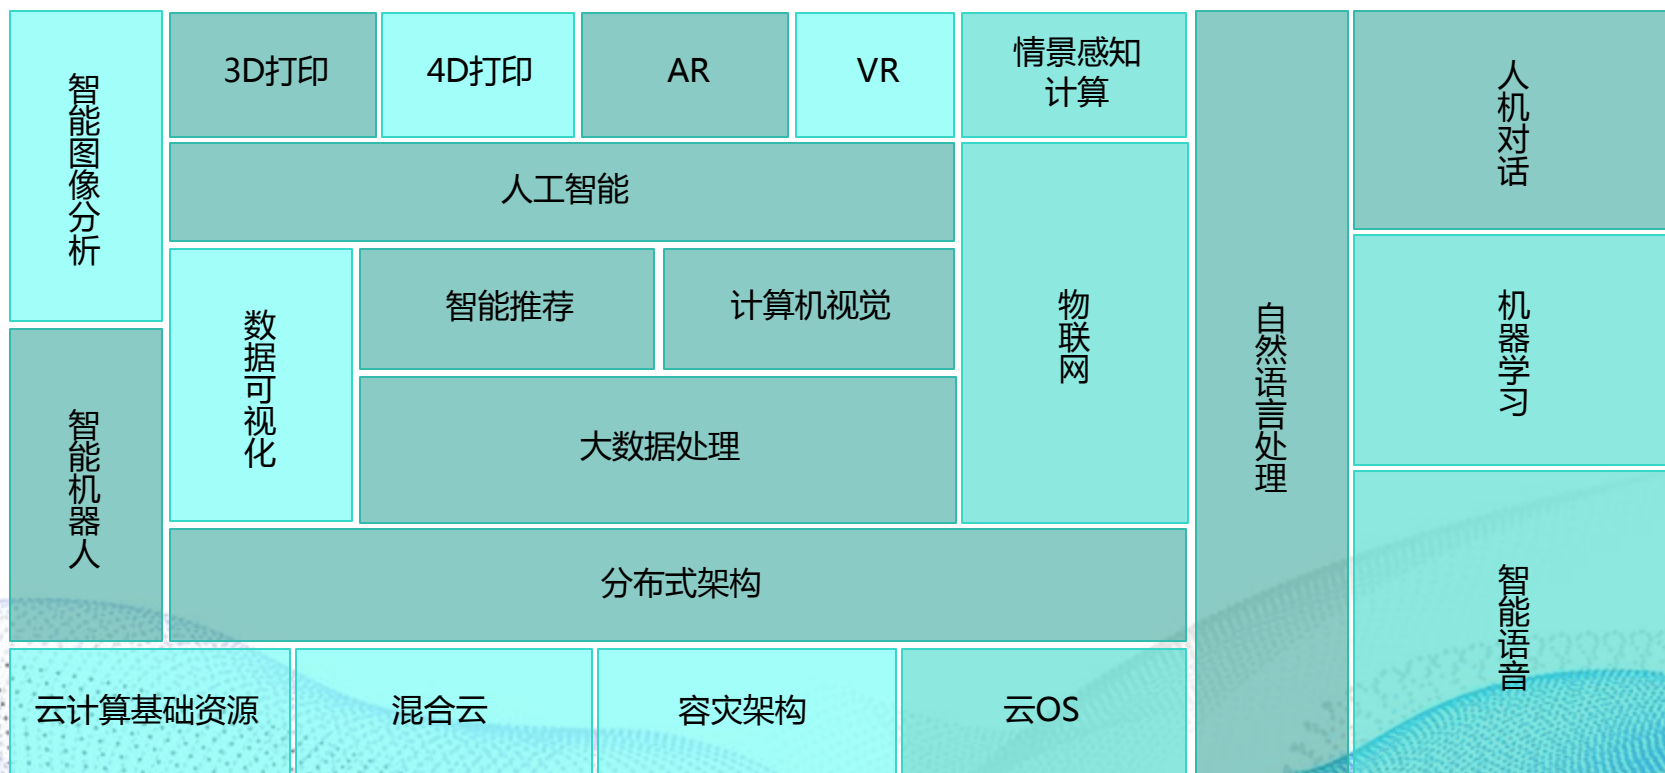 智能图像分析
3D打印
4D打印
AR
VR
情景感知
计算
人工智能
数据可视化
智能推荐
计算机视觉
大数据处理
物联网
智能机器人
分布式架构
云计算基础资源
混合云
容灾架构
云OS
自然语言处理
人机对话
机器学习
智能语音